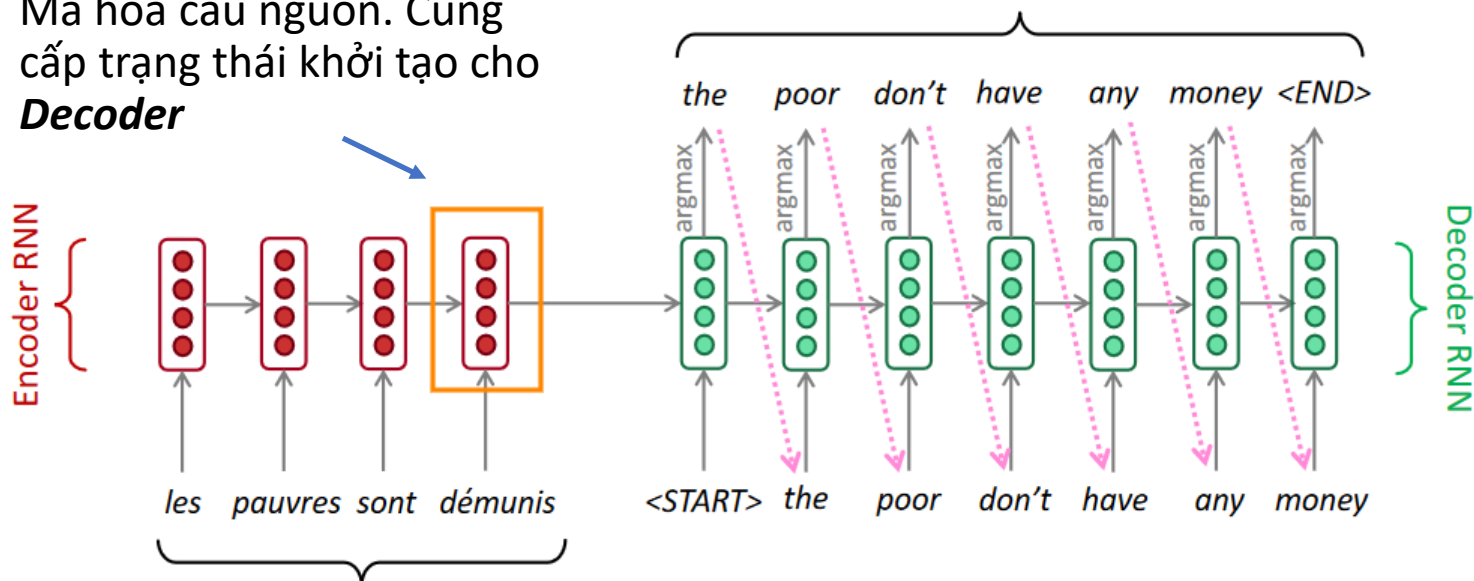 Mã hóa câu nguồn. Cung
cấp trạng thái khởi tạo cho
Decoder
the poor don't have any money <END>
argmax argmax argmax argmax argmax argmax argmax
Encoder RNN
Decoder RNN
les pauvres sont démunis
<START> the poor don't have any money